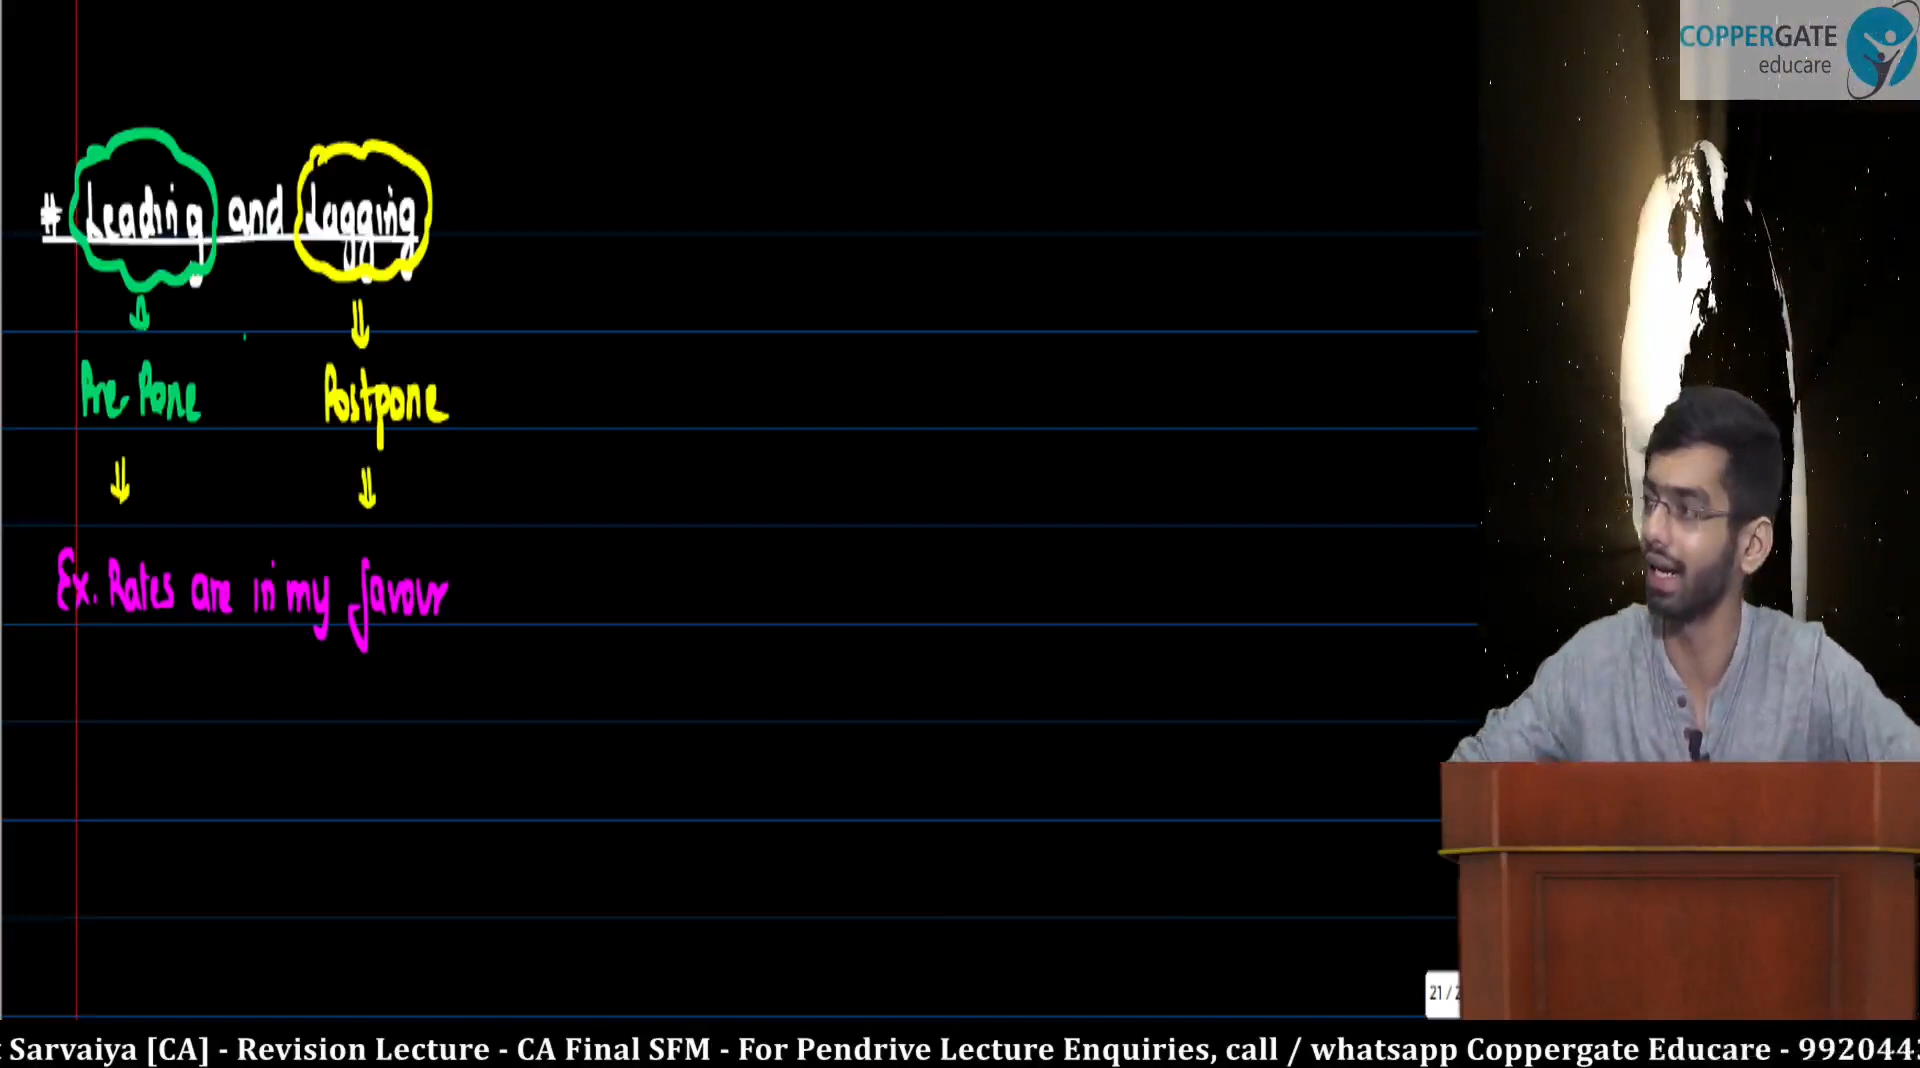 COPPERGATE
educare
# Leading and Lagging
Pre Pone Postpone
Ex. Rates are in my favour
21 / 2
Sarvaiya [CA] - Revision Lecture - CA Final SFM - For Pendrive Lecture Enquiries, call / whatsapp Coppergate Educare - 992044